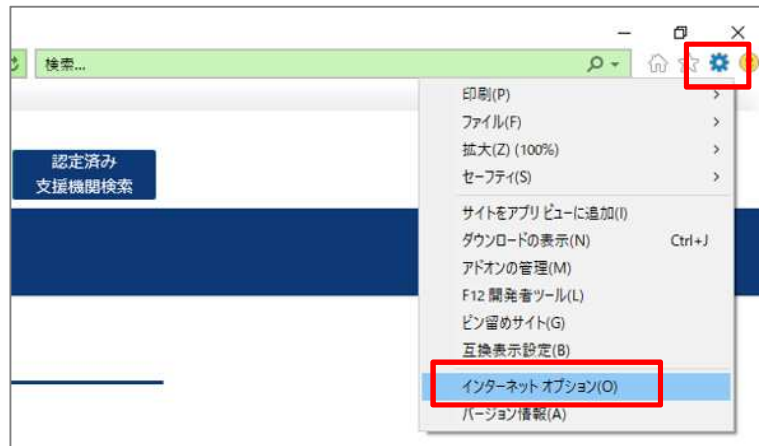 検索...
認定済み
支援機関検索
印刷(P)
ファイル(F)
拡大(Z) (100%)
セーフティ(S)
サイトをアプリ ビューに追加(I)
ダウンロードの表示(N) Ctrl+J
アドオンの管理(M)
F12 開発者ツール(L)
ピン留めサイト(G)
互換表示設定(B)
インターネット オプション(O)
バージョン情報(A)